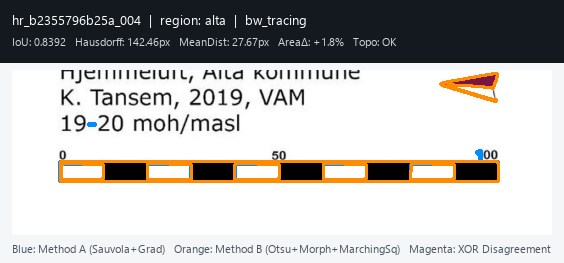 hr_b2355796b25a_004 | region: alta | bw_tracing
IoU: 0.8392 Hausdorff: 142.46px MeanDist: 27.67px AreaΔ: +1.8% Topo: OK
Hjemmeluft, Alta kommune
K. Tansem, 2019, VAM
19-20 moh/masl
0 50 00
Blue: Method A (Sauvola+Grad) Orange: Method B (Otsu+Morph+MarchingSq) Magenta: XOR Disagreement